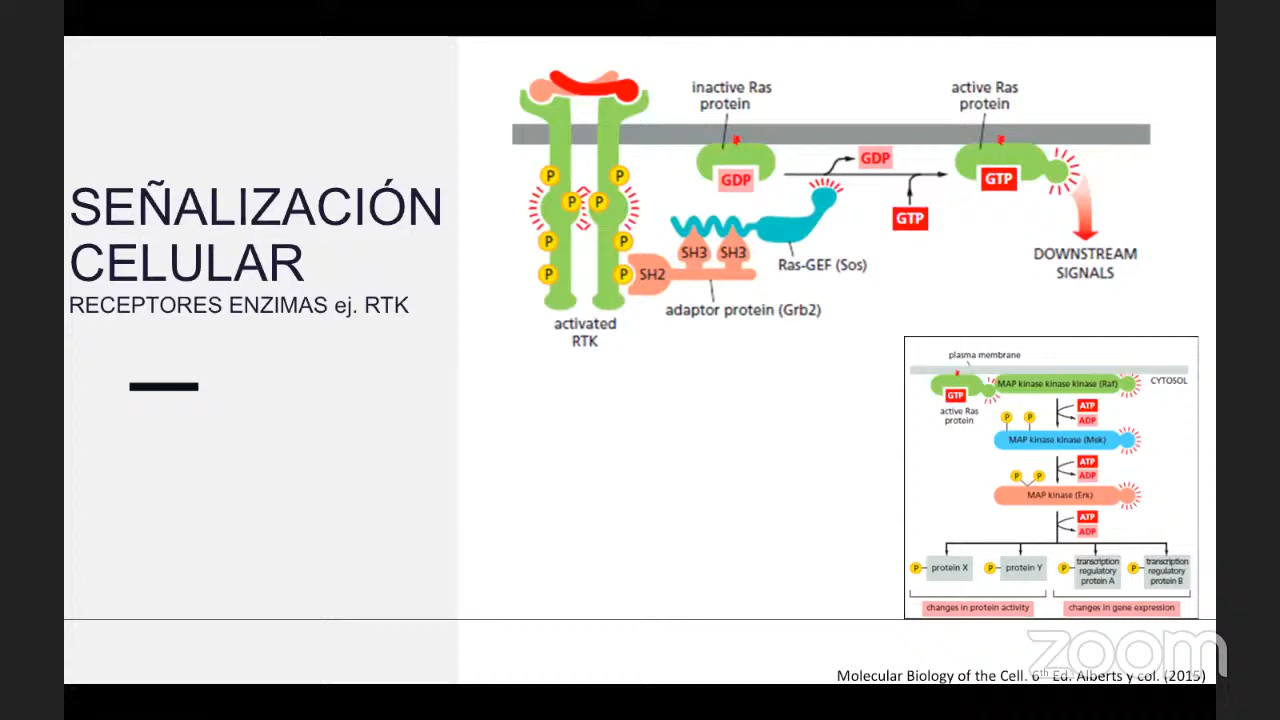 SEÑALIZACIÓN
CELULAR
RECEPTORES ENZIMAS ej. RTK
inactive Ras
protein
active Ras
protein
GDP
GDP
GTP
GTP
P
P
P
P
P
P
P
P
SH2
SH3
SH3
Ras-GEF (Sos)
adaptor protein (Grb2)
activated
RTK
DOWNSTREAM
SIGNALS
plasma membrane
CYTOSOL
GTP
active Ras
protein
MAP kinase kinase kinase (Raf)
ATP
ADP
P
P
MAP kinase kinase (Mek)
ATP
ADP
P
P
MAP kinase (Erk)
ATP
ADP
P
protein X
P
protein Y
P
transcription
regulatory
protein A
P
transcription
regulatory
protein B
changes in protein activity
changes in gene expression
zoom
Molecular Biology of the Cell. 6th Ed. Alberts y col. (2015)